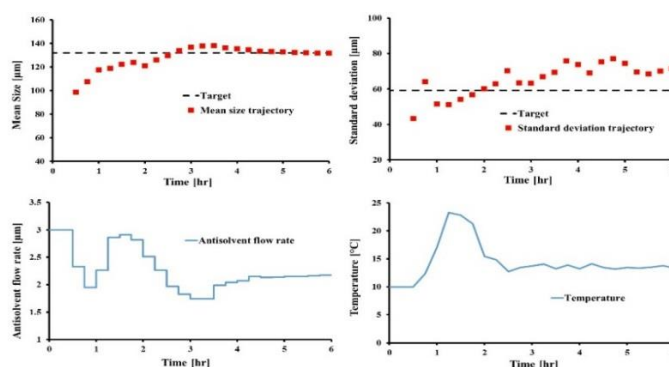 160
140
120
100
80
60
40
Mean Size [µm]
Target
Mean size trajectory
0 1 2 3 4 5 6
Time [hr]
100
80
60
40
20
Standard deviation [µm]
Target
Standard deviation trajectory
0 1 2 3 4 5 6
Time [hr]
3.5
3
2.5
2
1.5
1
Antisolvent flow rate [µm]
Antisolvent flow rate
0 1 2 3 4 5 6
Time [hr]
25
20
15
10
5
0
Temperature [°C]
Temperature
0 1 2 3 4 5 6
Time [hr]